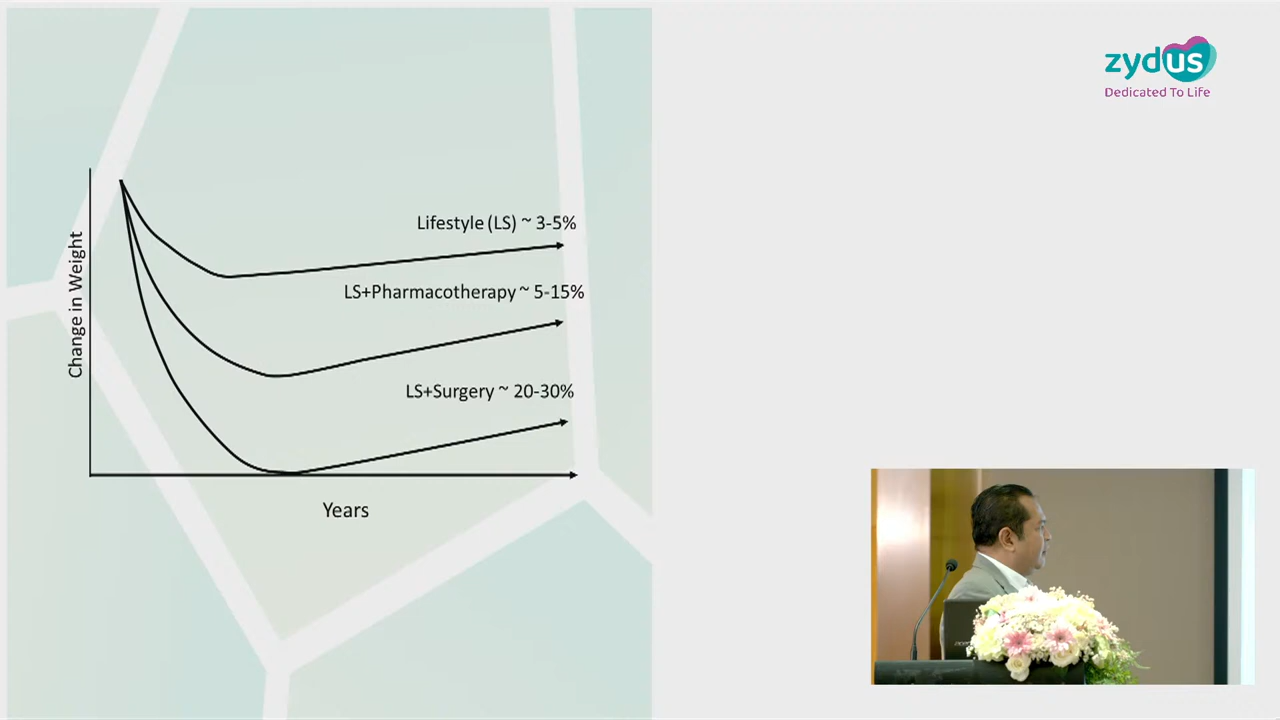 zydus
Dedicated To Life
Change in Weight
Lifestyle (LS) ~ 3-5%
LS+Pharmacotherapy ~ 5-15%
LS+Surgery ~ 20-30%
Years